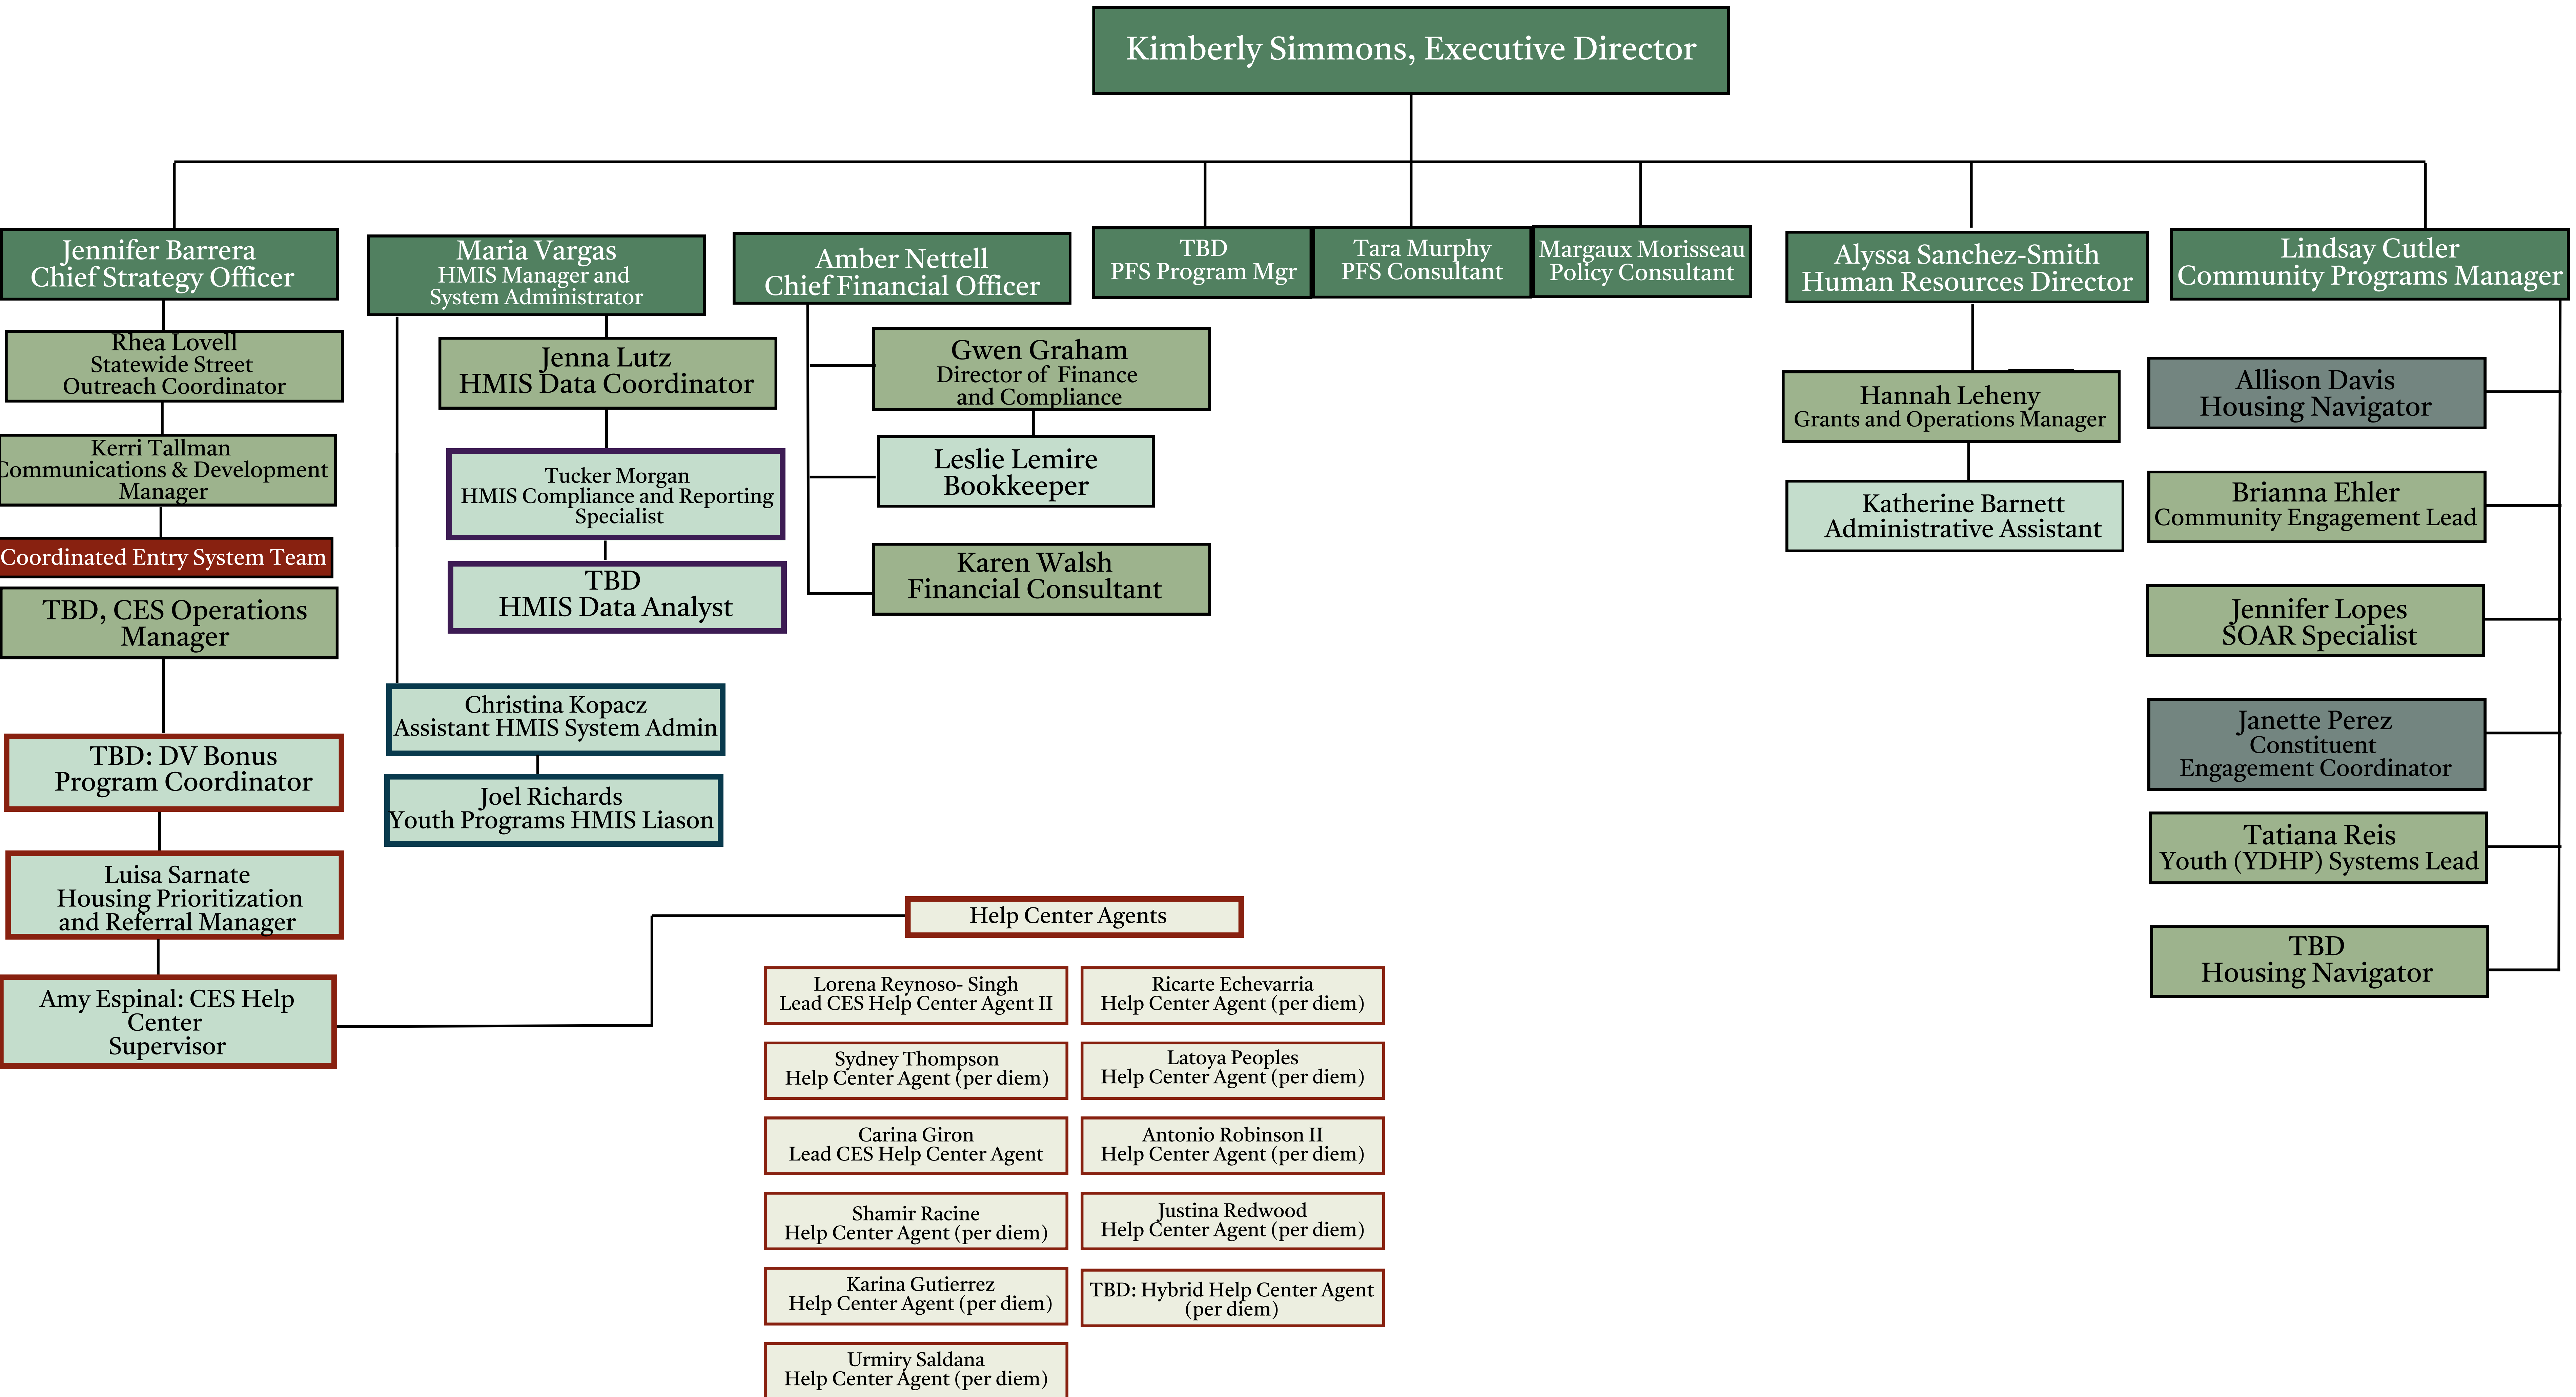 Kimberly Simmons, Executive Director
Jennifer Barrera
Chief Strategy Officer
Rhea Lovell
Statewide Street
Outreach Coordinator
Kerri Tallman
Communications & Development
Manager
Coordinated Entry System Team
TBD, CES Operations
Manager
TBD: DV Bonus
Program Coordinator
Luisa Sarnate
Housing Prioritization
and Referral Manager
Amy Espinal: CES Help
Center
Supervisor
Maria Vargas
HMIS Manager and
System Administrator
Jenna Lutz
HMIS Data Coordinator
Tucker Morgan
HMIS Compliance and Reporting
Specialist
TBD
HMIS Data Analyst
Christina Kopacz
Assistant HMIS System Admin
Joel Richards
Youth Programs HMIS Liason
Amber Nettell
Chief Financial Officer
Gwen Graham
Director of Finance
and Compliance
Leslie Lemire
Bookkeeper
Karen Walsh
Financial Consultant
TBD
PFS Program Mgr
Tara Murphy
PFS Consultant
Margaux Morisseau
Policy Consultant
Alyssa Sanchez-Smith
Human Resources Director
Hannah Leheny
Grants and Operations Manager
Katherine Barnett
Administrative Assistant
Lindsay Cutler
Community Programs Manager
Allison Davis
Housing Navigator
Brianna Ehler
Community Engagement Lead
Jennifer Lopes
SOAR Specialist
Janette Perez
Constituent
Engagement Coordinator
Tatiana Reis
Youth (YDHP) Systems Lead
TBD
Housing Navigator
Help Center Agents
Lorena Reynoso- Singh
Lead CES Help Center Agent II
Ricarte Echevarria
Help Center Agent (per diem)
Sydney Thompson
Help Center Agent (per diem)
Latoya Peoples
Help Center Agent (per diem)
Carina Giron
Lead CES Help Center Agent
Antonio Robinson II
Help Center Agent (per diem)
Shamir Racine
Help Center Agent (per diem)
Justina Redwood
Help Center Agent (per diem)
Karina Gutierrez
Help Center Agent (per diem)
TBD: Hybrid Help Center Agent
(per diem)
Urmiry Saldana
Help Center Agent (per diem)